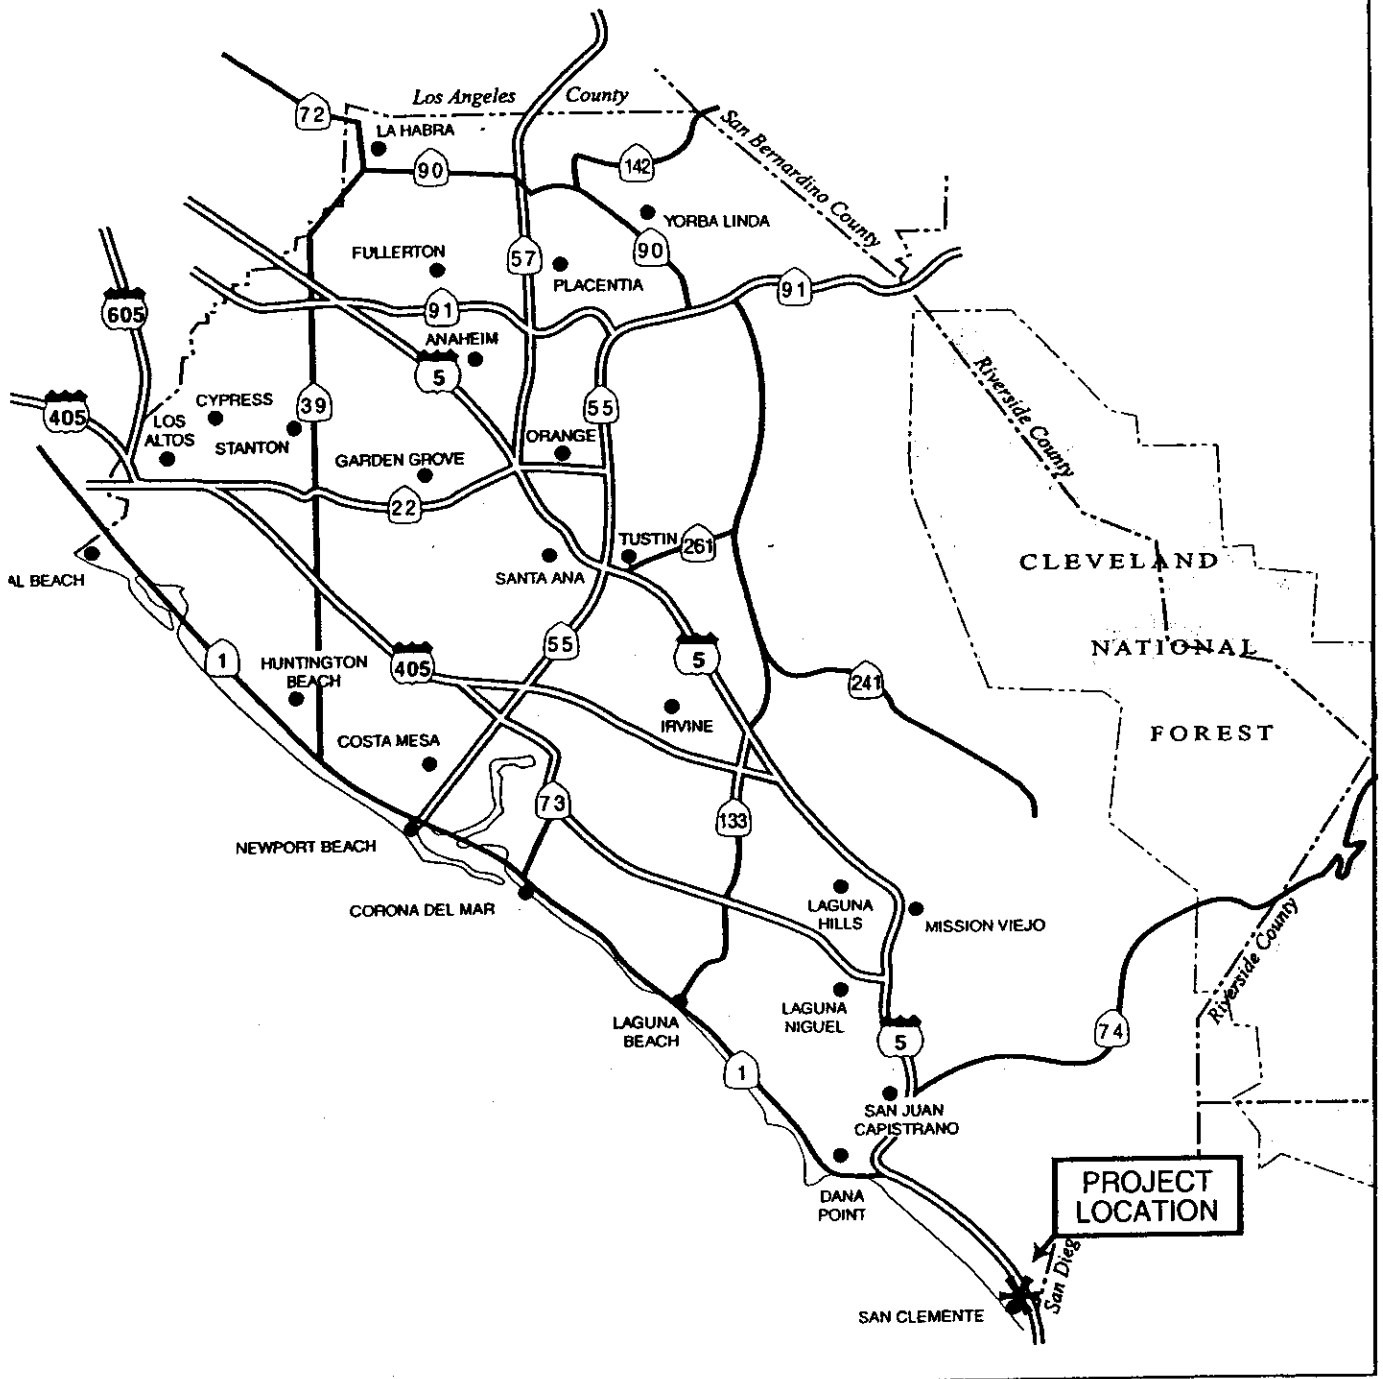 Los Angeles County
72
LA HABRA
90
142
San Bernardino County
YORBA LINDA
FULLERTON
57
90
PLACENTIA
91
91
605
ANAHEIM
5
Riverside County
405
CYPRESS
39
55
LOS
ALTOS
STANTON
ORANGE
GARDEN GROVE
22
TUSTIN
261
SANTA ANA
CLEVELAND
AL BEACH
NATIONAL
FOREST
1
HUNTINGTON
BEACH
405
55
5
241
IRVINE
COSTA MESA
73
133
NEWPORT BEACH
CORONA DEL MAR
LAGUNA
HILLS
MISSION VIEJO
Riverside County
LAGUNA
NIGUEL
LAGUNA
BEACH
5
74
1
SAN JUAN
CAPISTRANO
DANA
POINT
PROJECT
LOCATION
San Dieg
SAN CLEMENTE